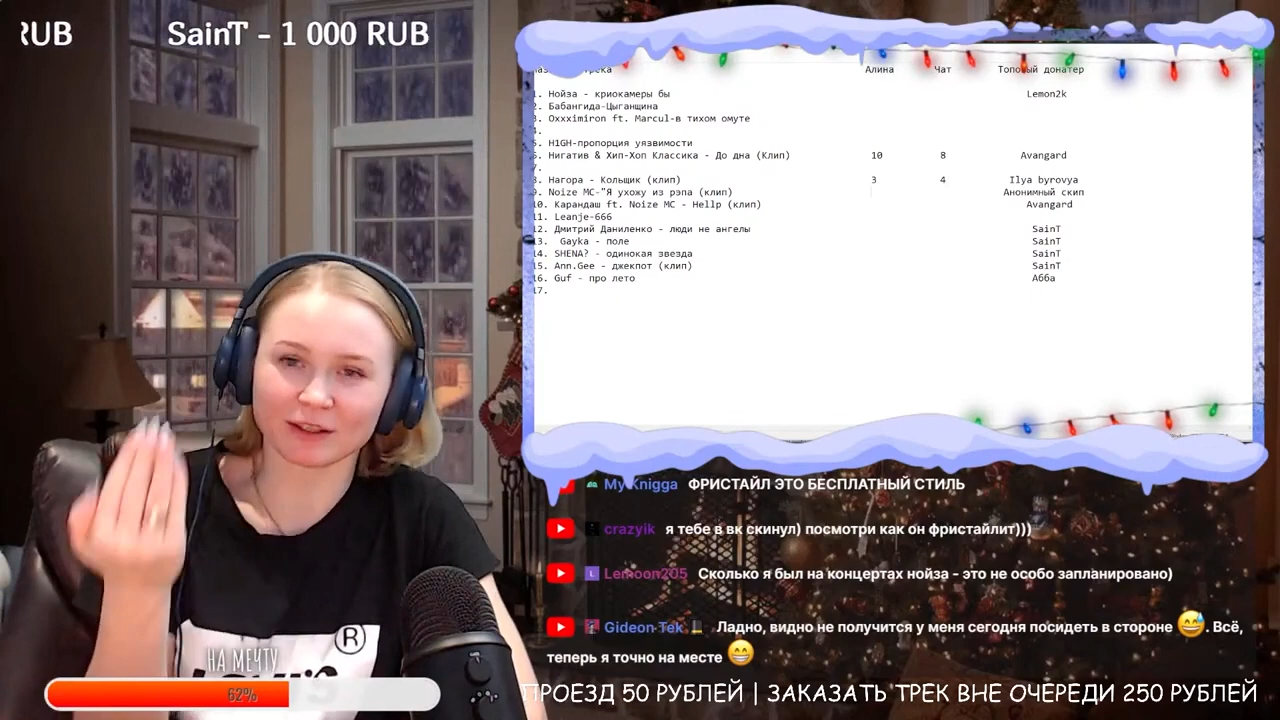 RUB SainT - 1 000 RUB
трека Алина Чат Топовый донатер
1. Нойза - криокамеры бы Lemon2k
2. Бабангида-Цыганщина
3. Oxxximiron ft. Marcul-в тихом омуте
4.
5. H1GH-пропорция уязвимости
6. Нигатив & Хип-Хоп Классика - До дна (Клип) 10 8 Avangard
7.
8. Нагора - Кольщик (клип) 3 4 Ilya byrovya
9. Noize MC-"Я ухожу из рэпа (клип) Анонимный скип
10. Карандаш ft. Noize MC - Hellp (клип) Avangard
11. Leanje-666
12. Дмитрий Даниленко - люди не ангелы SainT
13. Gayka - поле SainT
14. SHENA? - одинокая звезда SainT
15. Ann.Gee - джекпот (клип) SainT
16. Guf - про лето Абба
17.
My Knigga ФРИСТАЙЛ ЭТО БЕСПЛАТНЫЙ СТИЛЬ
crazyik я тебе в вк скинул) посмотри как он фристайлит)))
Lemoon205 Сколько я был на концертах нойза - это не особо запланировано)
Gideon Tek Ладно, видно не получится у меня сегодня посидеть в стороне 😅. Всё,
теперь я точно на месте 😁
НА МЕЧТУ
62%
®
ПРОЕЗД 50 РУБЛЕЙ | ЗАКАЗАТЬ ТРЕК ВНЕ ОЧЕРЕДИ 250 РУБЛЕЙ